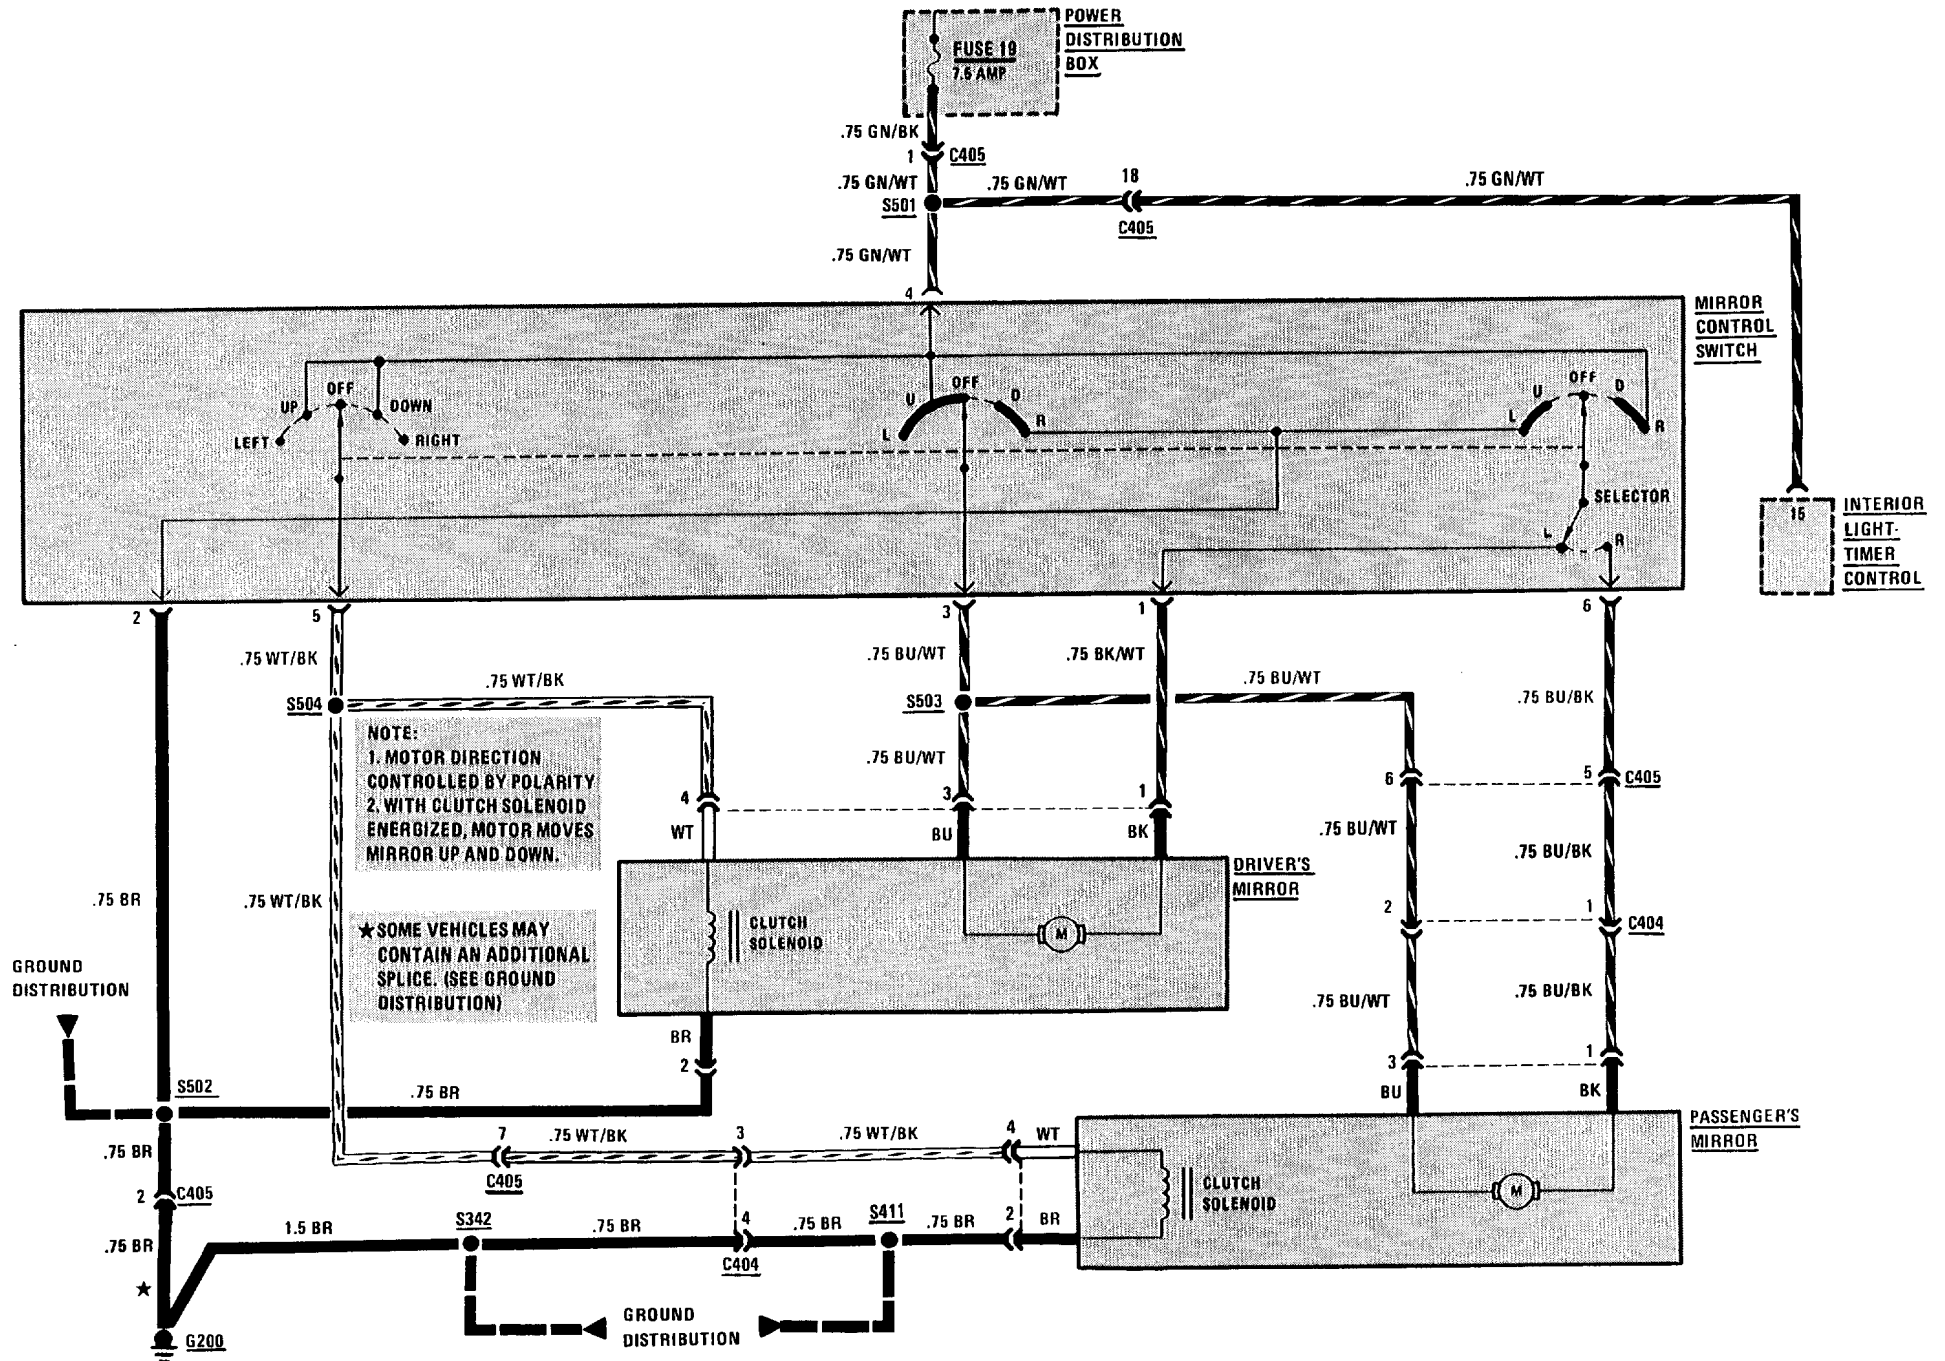 POWER
DISTRIBUTION
BOX
FUSE 19
7.5 AMP
.75 GN/BK
1
C405
.75 GN/WT
S501
.75 GN/WT
18
C405
.75 GN/WT
.75 GN/WT
4
MIRROR
CONTROL
SWITCH
UP
OFF
DOWN
LEFT
RIGHT
L
U
OFF
D
R
L
U
OFF
D
R
SELECTOR
L
R
15
INTERIOR
LIGHT-
TIMER
CONTROL
2
5
3
1
6
.75 WT/BK
.75 BU/WT
.75 BK/WT
.75 BU/WT
.75 BU/BK
S504
.75 WT/BK
S503
NOTE:
1. MOTOR DIRECTION
CONTROLLED BY POLARITY
2. WITH CLUTCH SOLENOID
ENERGIZED, MOTOR MOVES
MIRROR UP AND DOWN.
.75 BU/WT
4
3
1
6
5
C405
WT
BU
BK
.75 BU/WT
.75 BU/BK
DRIVER'S
MIRROR
.75 BR
.75 WT/BK
★SOME VEHICLES MAY
CONTAIN AN ADDITIONAL
SPLICE. (SEE GROUND
DISTRIBUTION)
CLUTCH
SOLENOID
M
2
1
C404
GROUND
DISTRIBUTION
.75 BU/WT
.75 BU/BK
BR
2
3
1
S502
.75 BR
BU
BK
PASSENGER'S
MIRROR
.75 BR
7
.75 WT/BK
3
.75 WT/BK
4
WT
C405
2
C405
CLUTCH
SOLENOID
M
.75 BR
1.5 BR
S342
.75 BR
4
.75 BR
S411
.75 BR
2
BR
C404
★
GROUND
DISTRIBUTION
G200